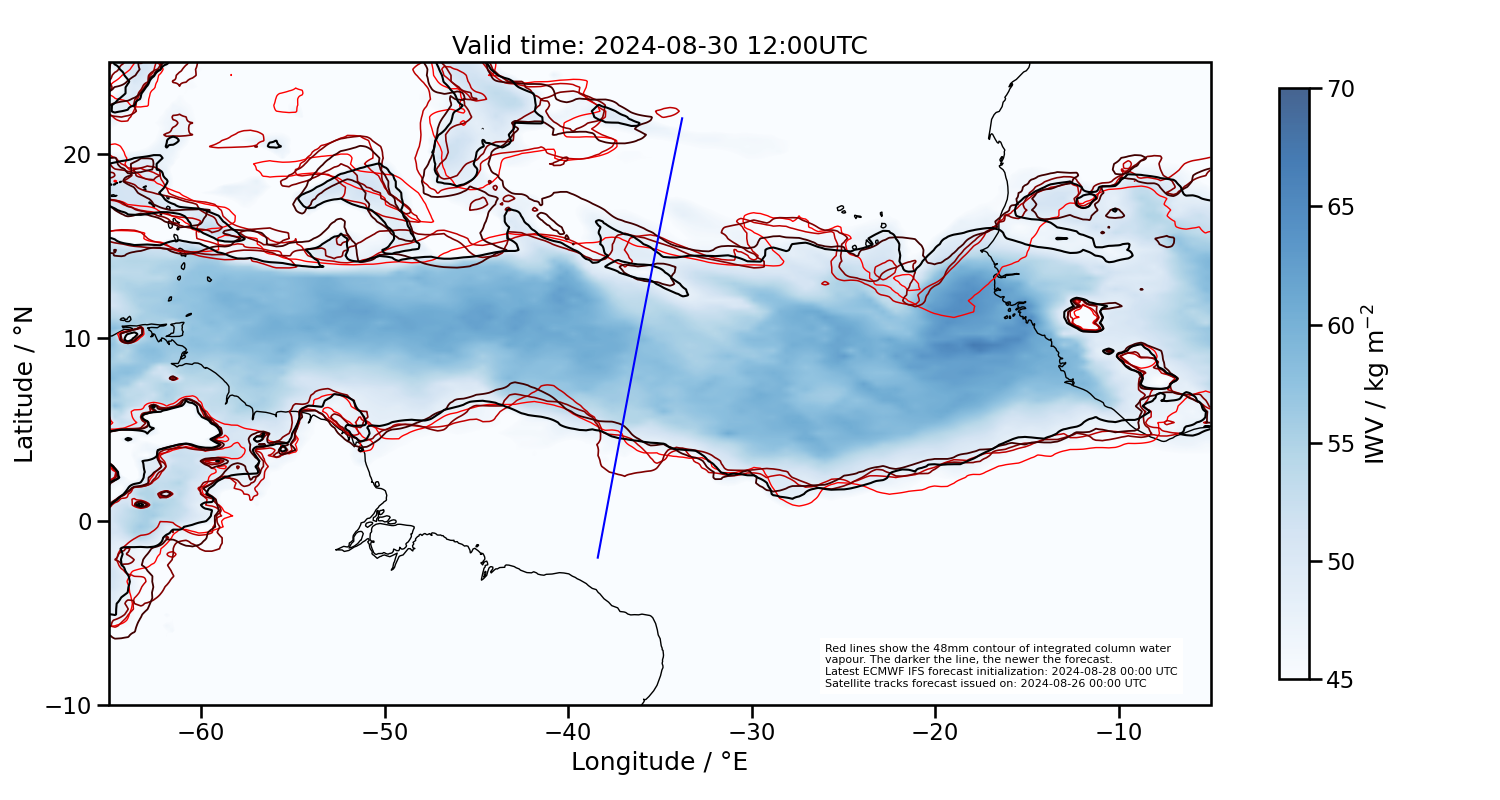 Valid time: 2024-08-30 12:00UTC
20
10
0
−10
Latitude / °N
−60
−50
−40
−30
−20
−10
Longitude / °E
Red lines show the 48mm contour of integrated column water
vapour. The darker the line, the newer the forecast.
Latest ECMWF IFS forecast initialization: 2024-08-28 00:00 UTC
Satellite tracks forecast issued on: 2024-08-26 00:00 UTC
70
65
60
55
50
45
IWV / kg m⁻²